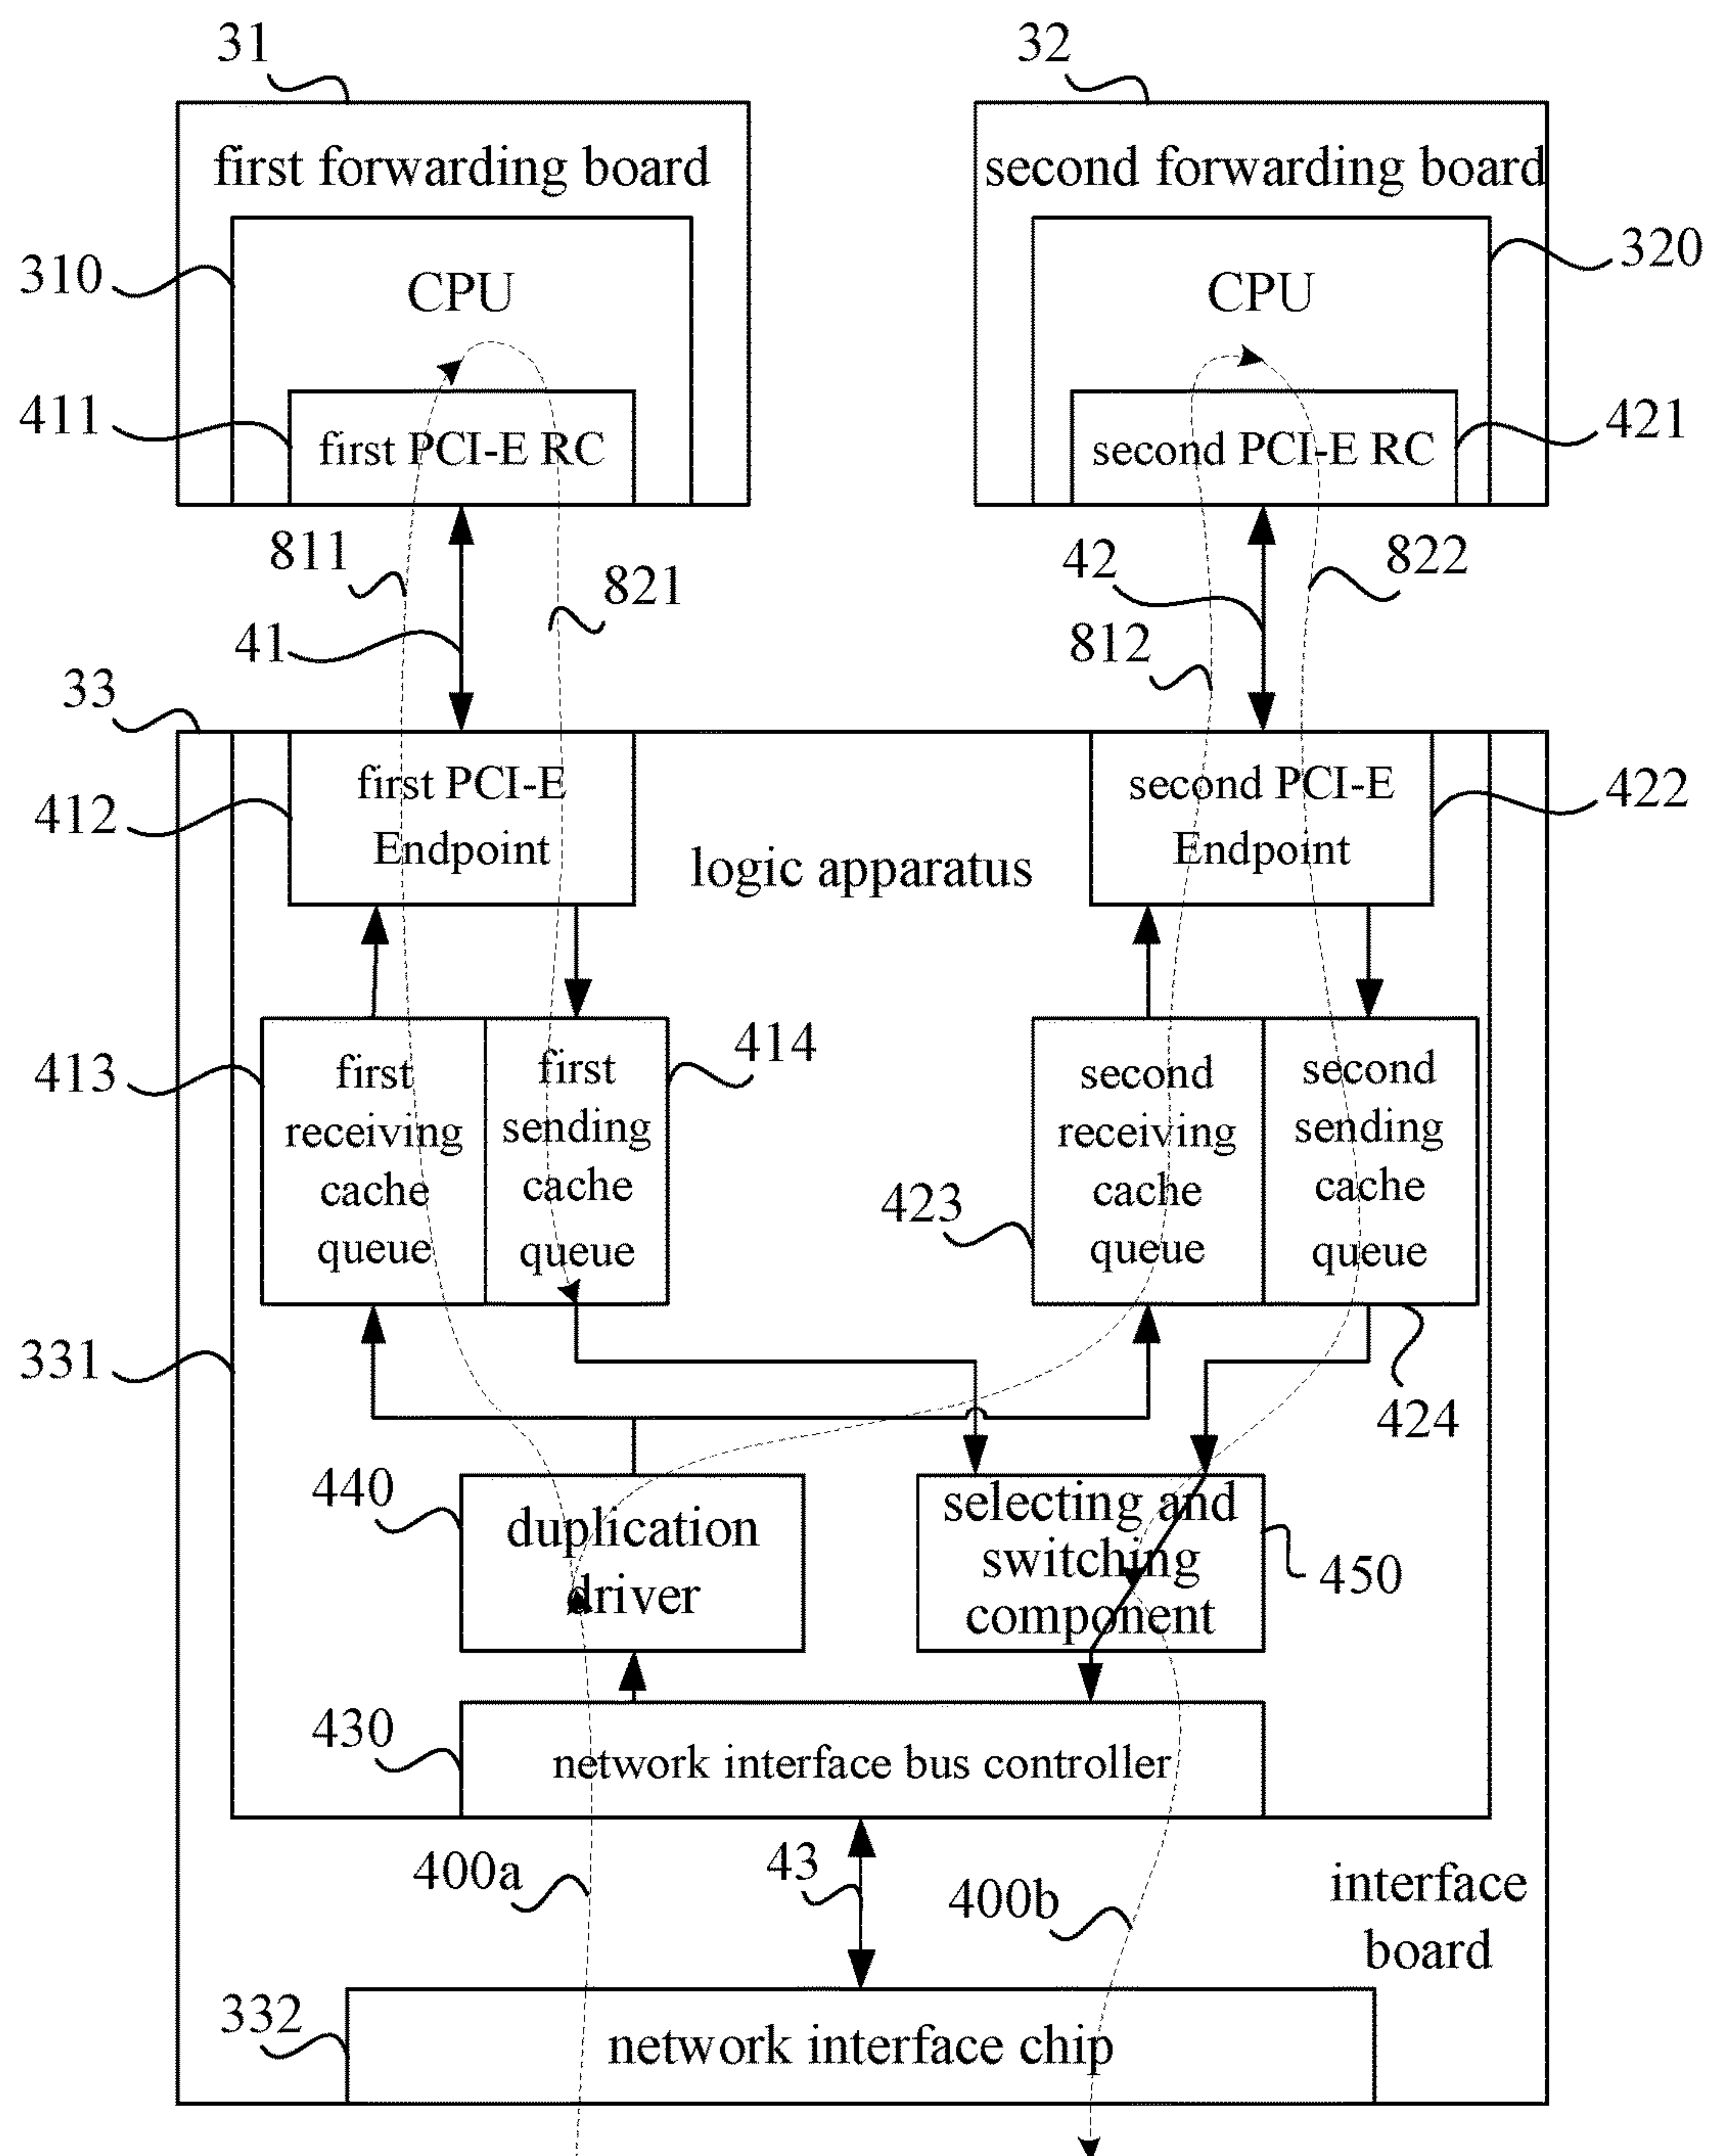 31
32
first forwarding board
second forwarding board
310
CPU
CPU
320
411
first PCI-E RC
second PCI-E RC
421
811
821
42
822
41
812
33
first PCI-E
Endpoint
second PCI-E
Endpoint
412
logic apparatus
422
413
first
receiving
cache
queue
first
sending
cache
queue
414
423
second
receiving
cache
queue
second
sending
cache
queue
331
424
440
duplication
driver
selecting and
switching
component
450
430
network interface bus controller
400a
43
400b
interface
board
332
network interface chip